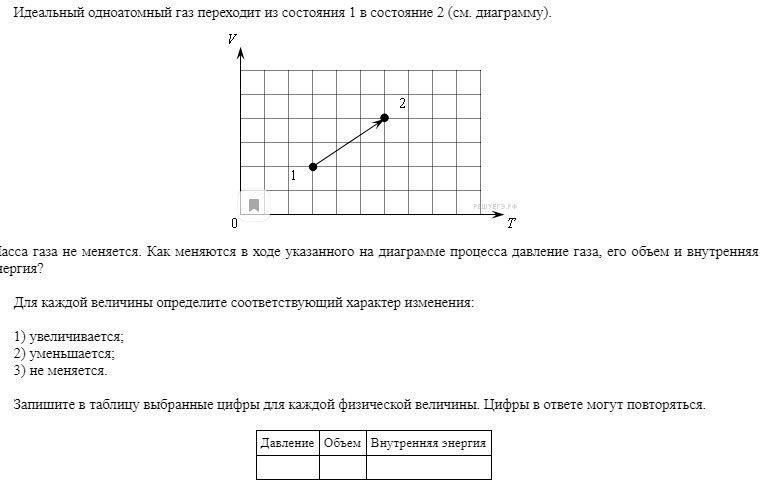 Идеальный одноатомный газ переходит из состояния 1 в состояние 2 (см. диаграмму).
V
2
1
РЕШУЕГЭ.РФ
0
T
асса газа не меняется. Как меняются в ходе указанного на диаграмме процесса давление газа, его объем и внутренняя
нергия?
Для каждой величины определите соответствующий характер изменения:
1) увеличивается;
2) уменьшается;
3) не меняется.
Запишите в таблицу выбранные цифры для каждой физической величины. Цифры в ответе могут повторяться.
Давление Объем Внутренняя энергия